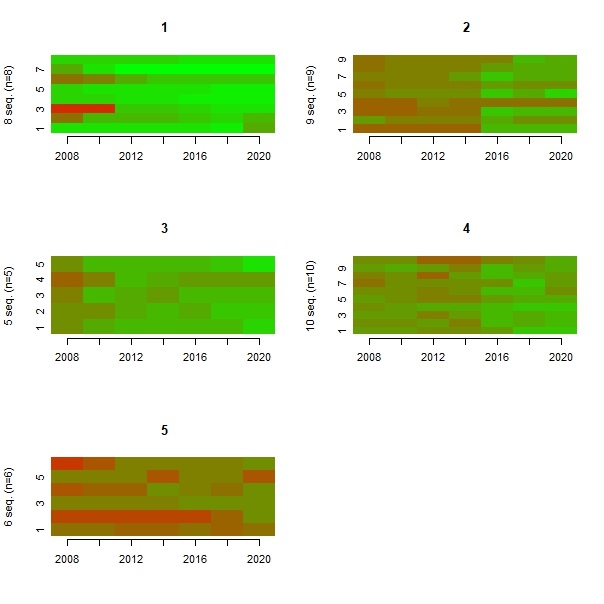 1
8 seq. (n=8)
1 3 5 7
2008 2012 2016 2020
2
9 seq. (n=9)
1 3 5 7 9
2008 2012 2016 2020
3
5 seq. (n=5)
1 2 3 4 5
2008 2012 2016 2020
4
10 seq. (n=10)
1 3 5 7 9
2008 2012 2016 2020
5
6 seq. (n=6)
1 3 5
2008 2012 2016 2020